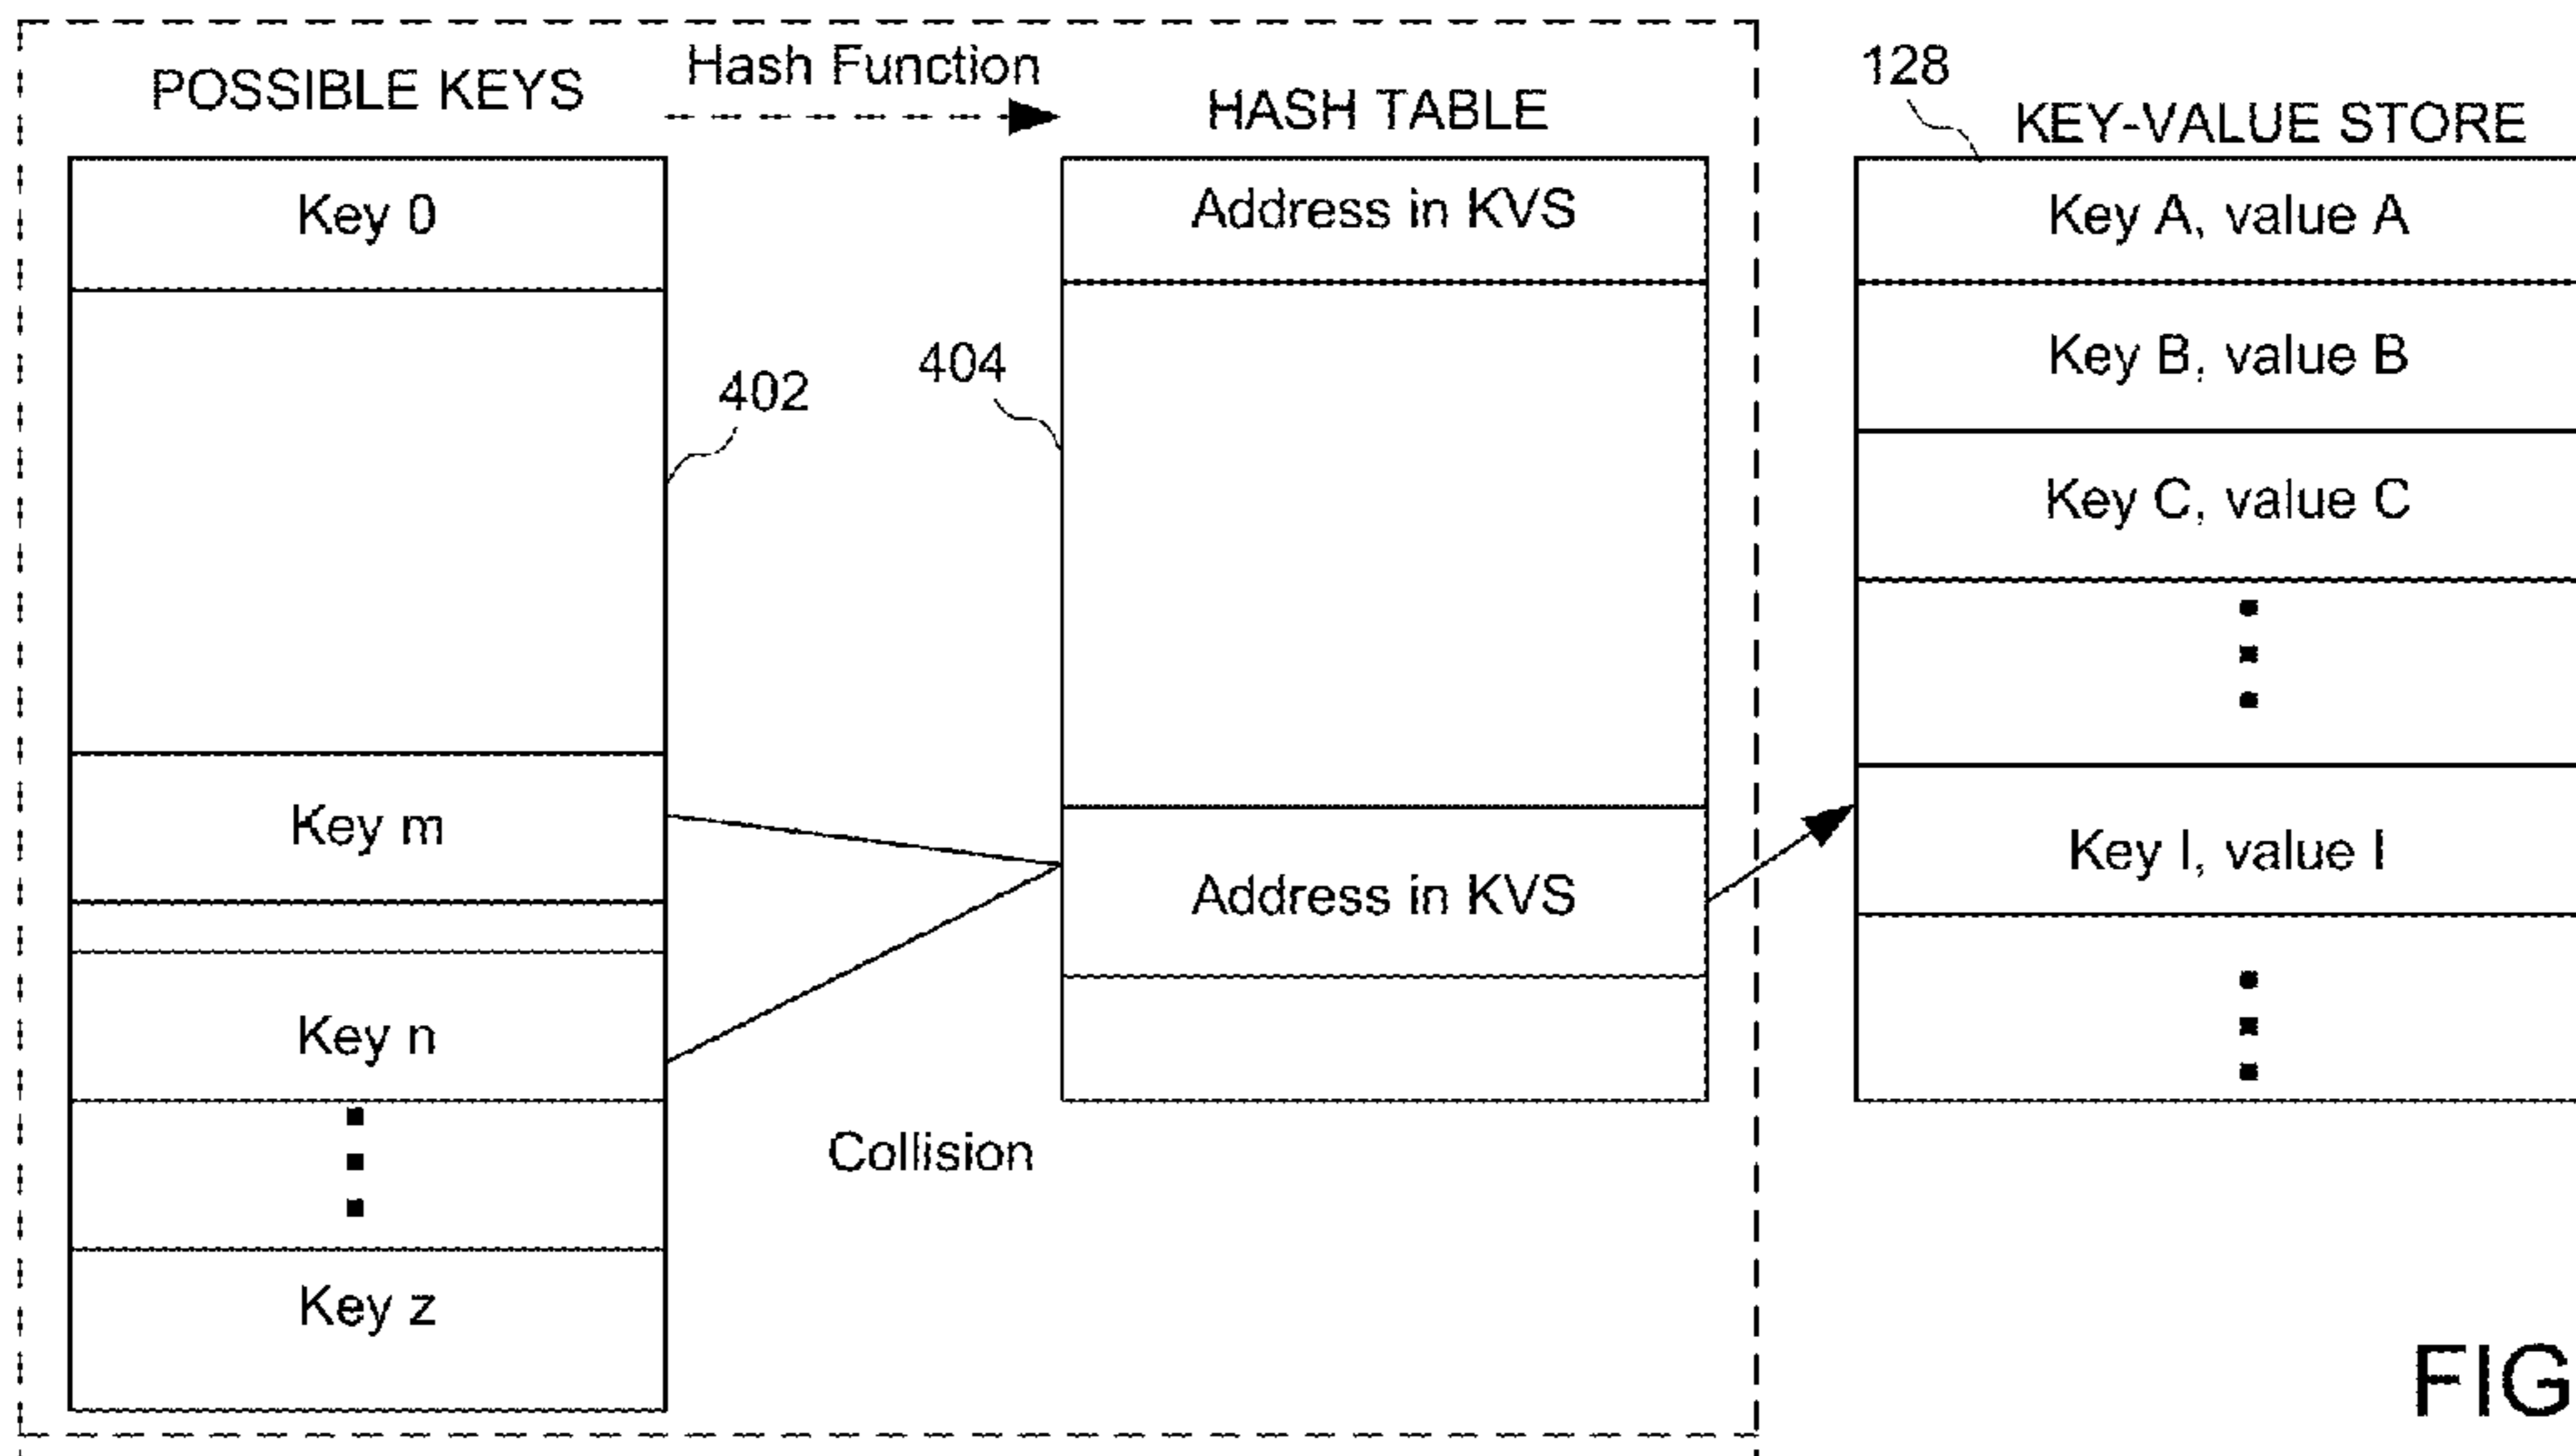 POSSIBLE KEYS
Hash Function
HASH TABLE
128
KEY-VALUE STORE
Key 0
Address in KVS
Key A, value A
Key B, value B
402
404
Key C, value C
Key m
Address in KVS
Key I, value I
Key n
Collision
Key z
FIG